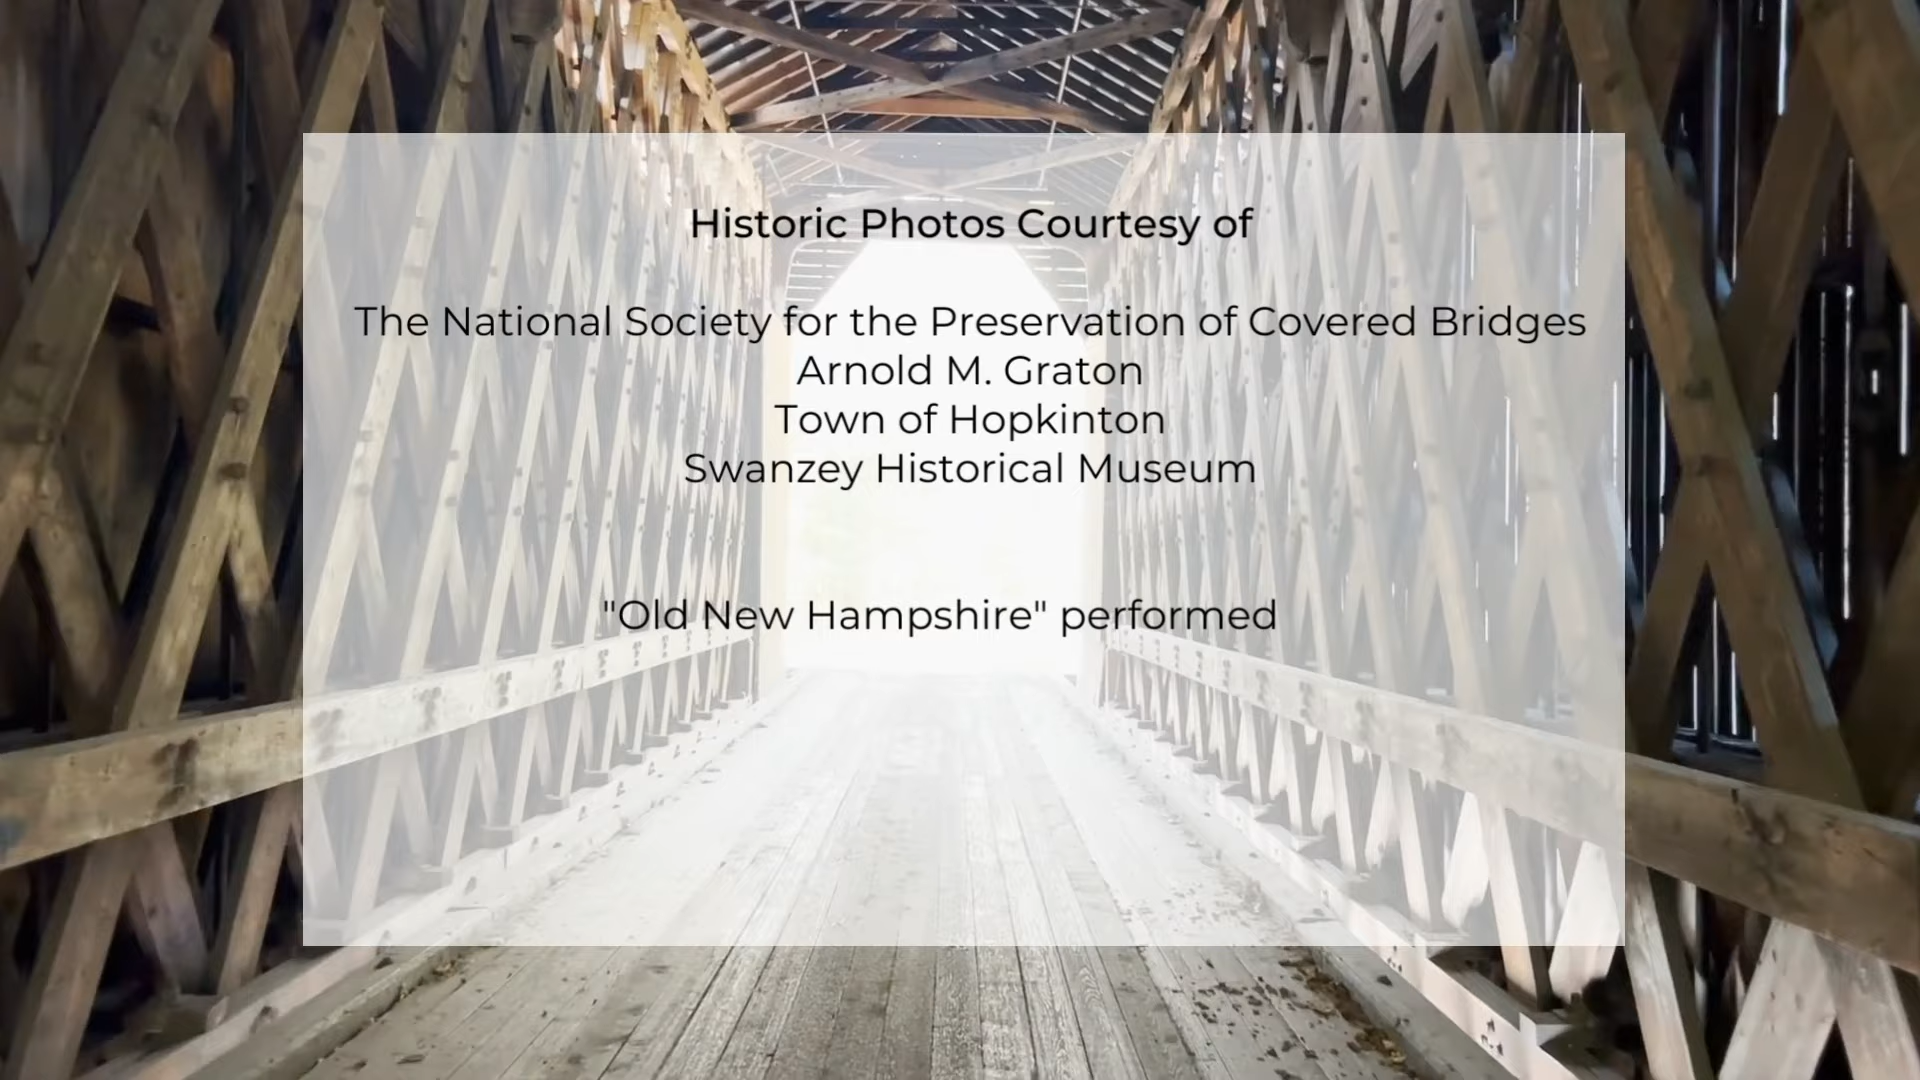 Historic Photos Courtesy of
The National Society for the Preservation of Covered Bridges
Arnold M. Graton
Town of Hopkinton
Swanzey Historical Museum
"Old New Hampshire" performed